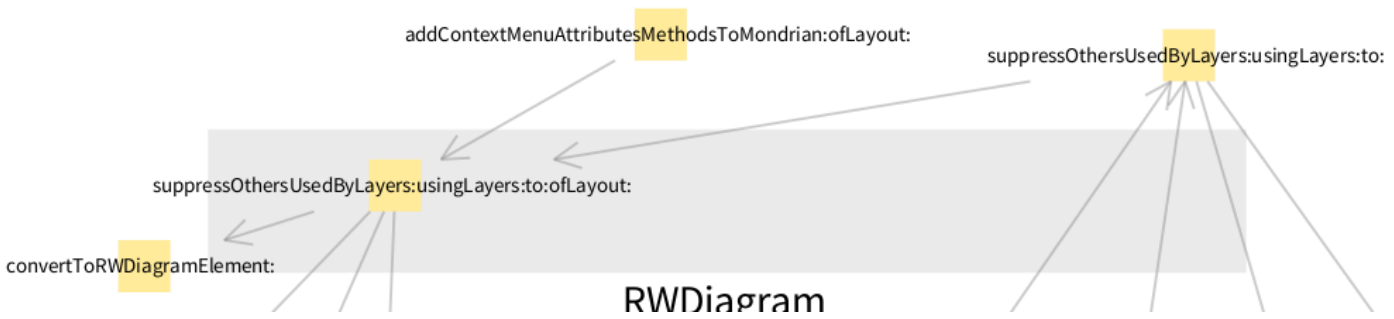 addContextMenuAttributesMethodsToMondrian:ofLayout:
suppressOthersUsedByLayers:usingLayers:to:
suppressOthersUsedByLayers:usingLayers:to:ofLayout:
convertToRWDiagramElement:
RWDiagram